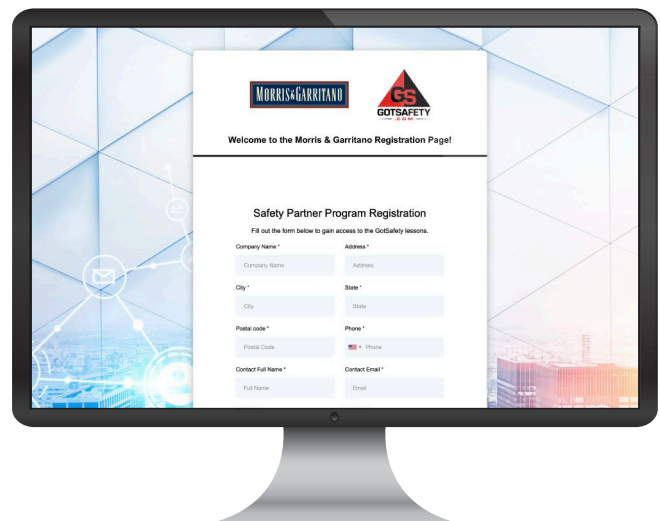 MORRIS&GARRITANO
GS
GOTSAFETY
.COM
Welcome to the Morris & Garritano Registration Page!
Safety Partner Program Registration
Fill out the form below to gain access to the GotSafety lessons.
Company Name * Address *
Company Name Address
City * State *
City State
Postal code * Phone *
Postal Code Phone
Contact Full Name * Contact Email *
Full Name Email